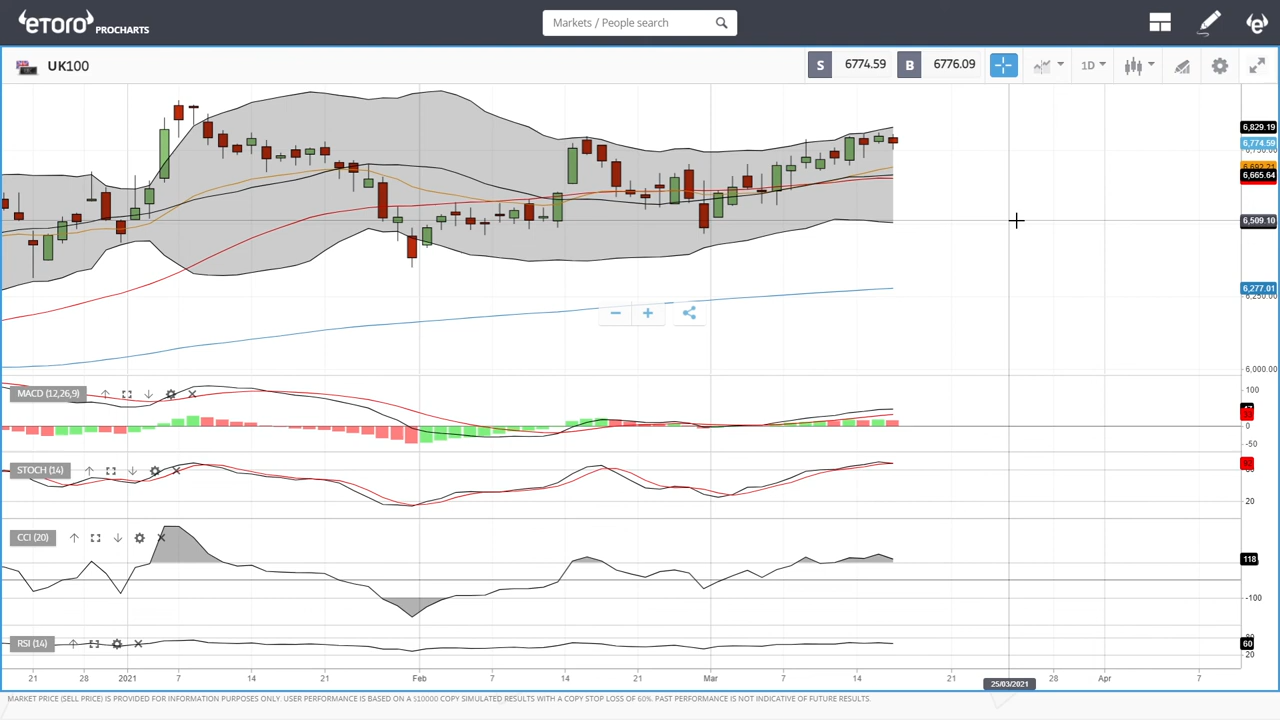 eToro PROCHARTS
Markets / People search
UK100
S 6774.59 B 6776.09
1D
6,829.19
6,774.59
6,665.64
6,509.10
6,277.01
6,250.00
6,000.00
MACD (12,26,9)
100
0
-50
STOCH (14)
20
CCI (20)
118
-100
RSI (14)
60
20
21 28 2021 7 14 21 Feb 7 14 21 Mar 7 14 21 25/03/2021 28 Apr 7
MARKET PRICE (SELL PRICE) IS PROVIDED FOR INFORMATION PURPOSES ONLY. USER PERFORMANCE IS BASED ON A $10000 COPY SIMULATED RESULTS WITH A COPY STOP LOSS OF 60%. PAST PERFORMANCE IS NOT INDICATIVE OF FUTURE RESULTS.